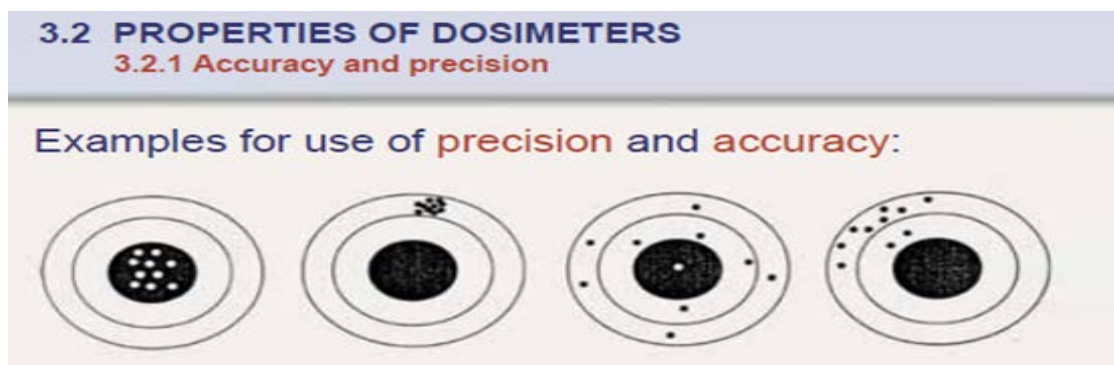 3.2 PROPERTIES OF DOSIMETERS
3.2.1 Accuracy and precision
Examples for use of precision and accuracy: